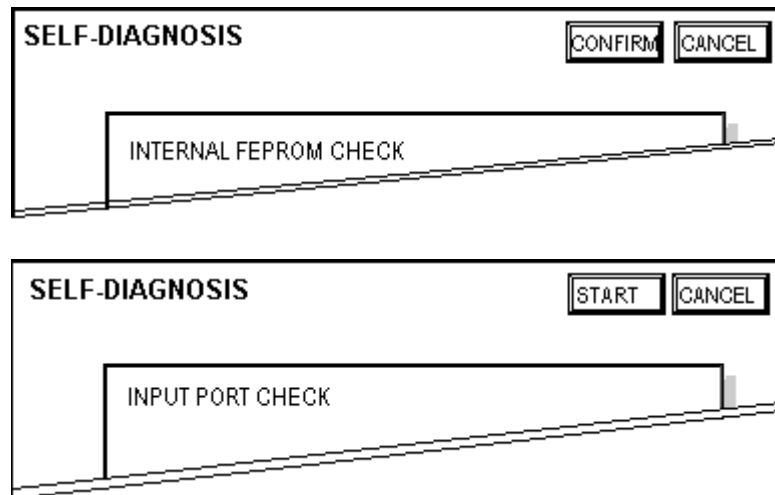 SELF-DIAGNOSIS CONFIRM CANCEL
INTERNAL FEPROM CHECK
SELF-DIAGNOSIS START CANCEL
INPUT PORT CHECK